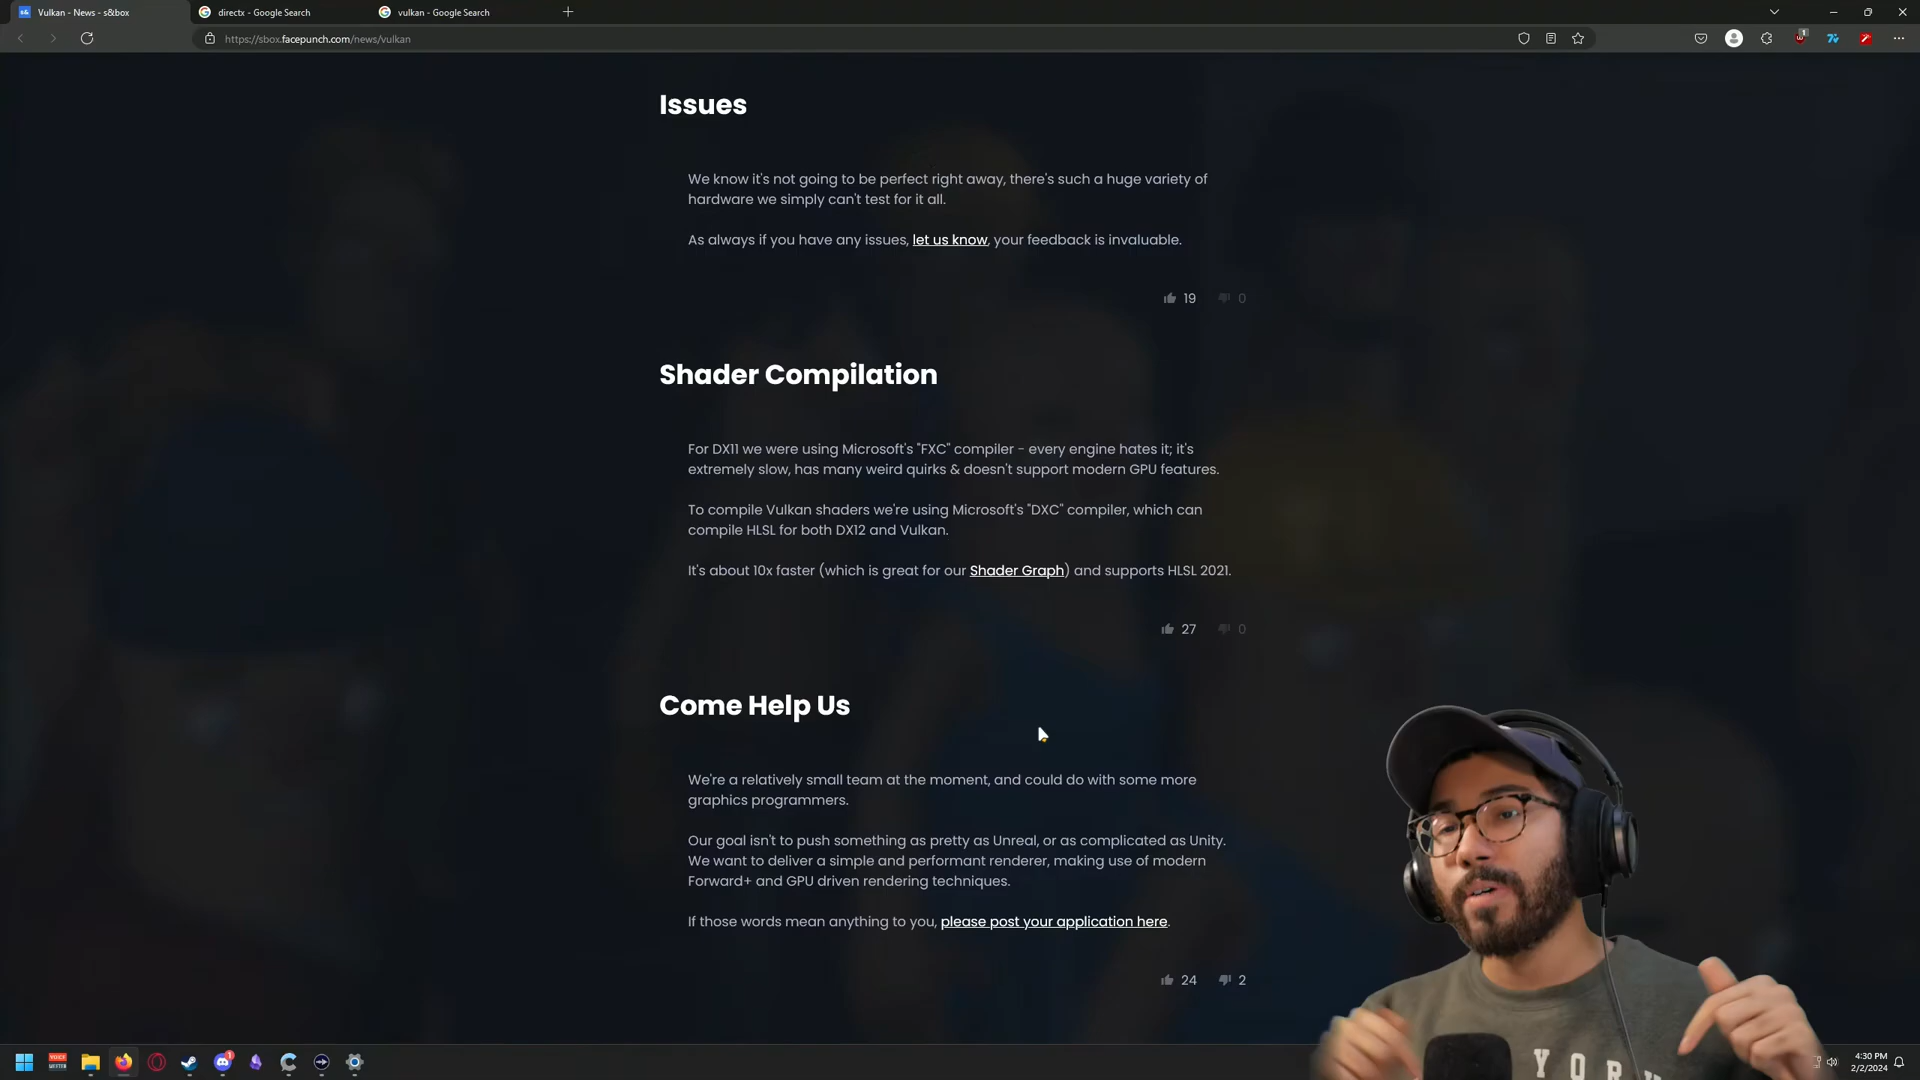 Vulkan - News - s&box
directx - Google Search
vulkan - Google Search
https://sbox.facepunch.com/news/vulkan
1
Issues
We know it's not going to be perfect right away, there's such a huge variety of
hardware we simply can't test for it all.
As always if you have any issues, let us know, your feedback is invaluable.
19 0
Shader Compilation
For DX11 we were using Microsoft's "FXC" compiler - every engine hates it; it's
extremely slow, has many weird quirks & doesn't support modern GPU features.
To compile Vulkan shaders we're using Microsoft's "DXC" compiler, which can
compile HLSL for both DX12 and Vulkan.
It's about 10x faster (which is great for our Shader Graph) and supports HLSL 2021.
27 0
Come Help Us
We're a relatively small team at the moment, and could do with some more
graphics programmers.
Our goal isn't to push something as pretty as Unreal, or as complicated as Unity.
We want to deliver a simple and performant renderer, making use of modern
Forward+ and GPU driven rendering techniques.
If those words mean anything to you, please post your application here.
24 2
YORK
VOICE
MEETER
1
4:30 PM
2/2/2024